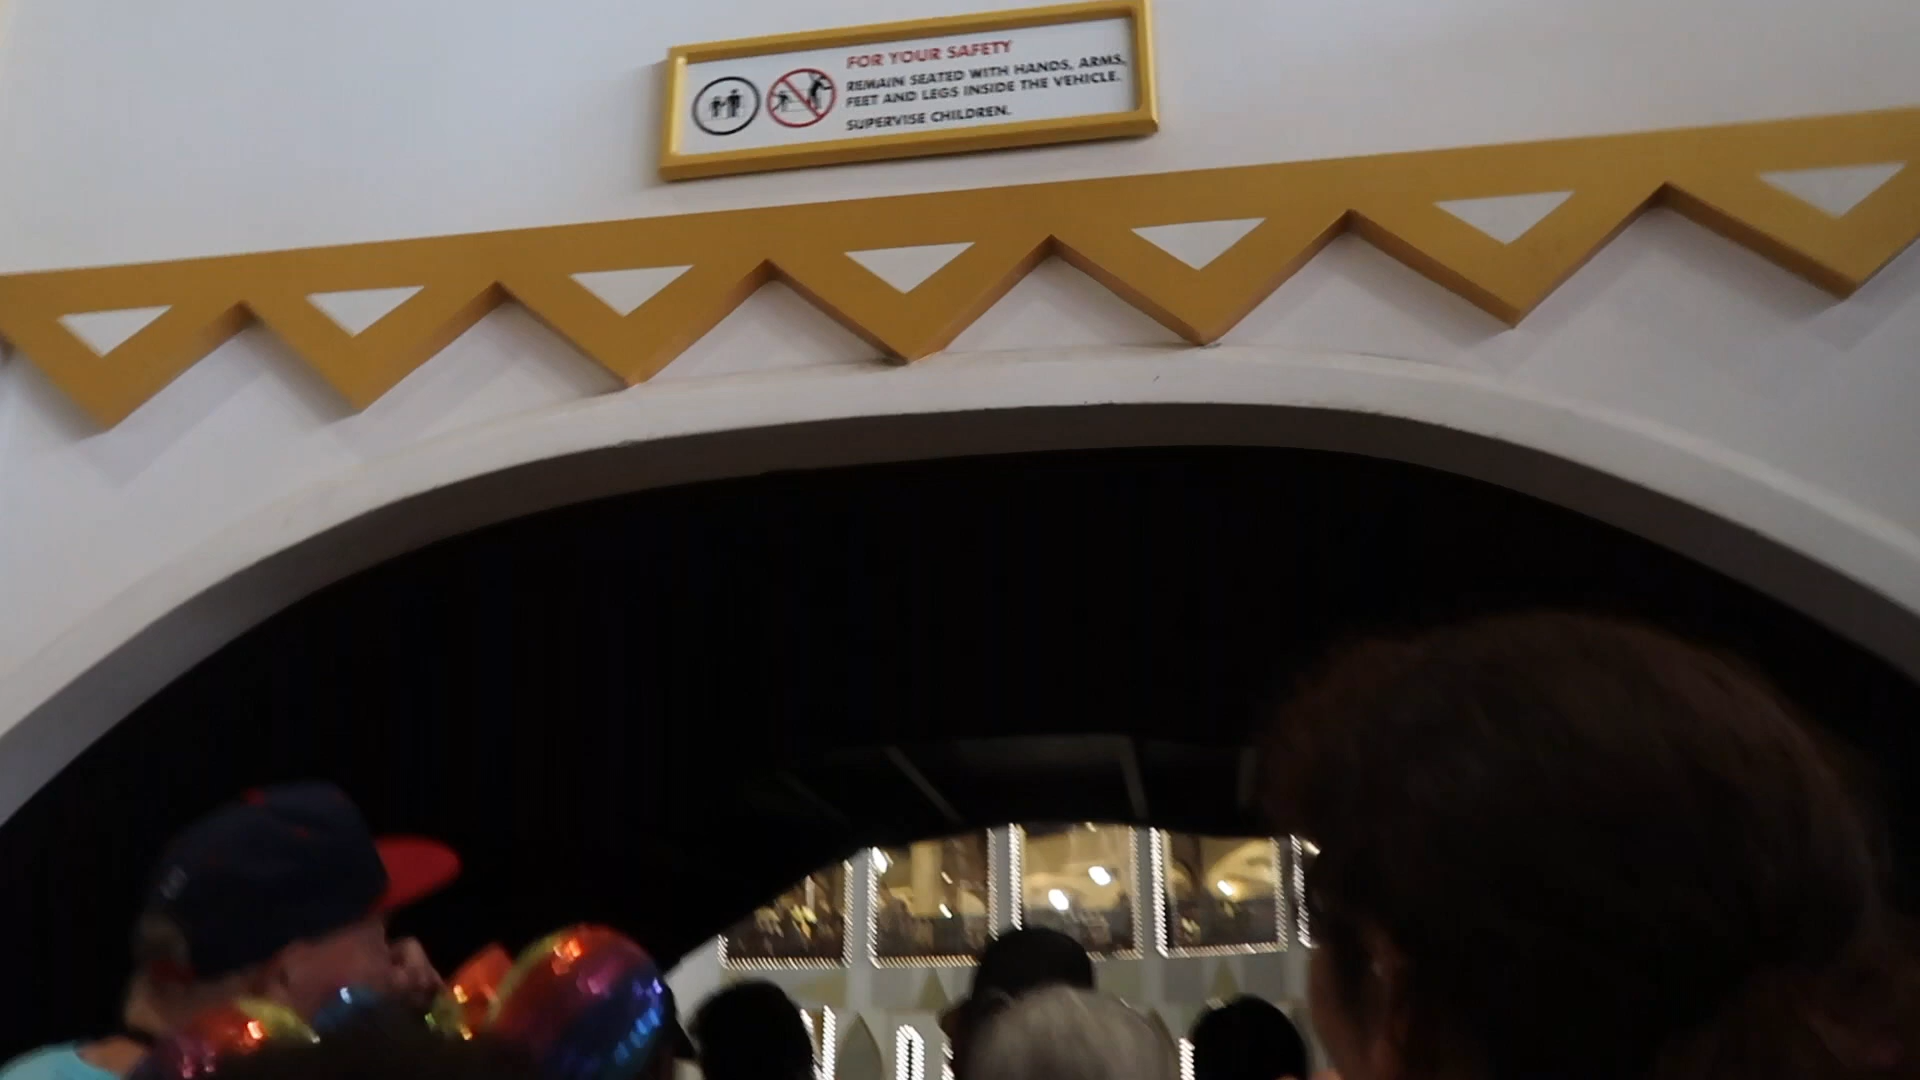 FOR YOUR SAFETY
REMAIN SEATED WITH HANDS, ARMS,
FEET AND LEGS INSIDE THE VEHICLE.
SUPERVISE CHILDREN.